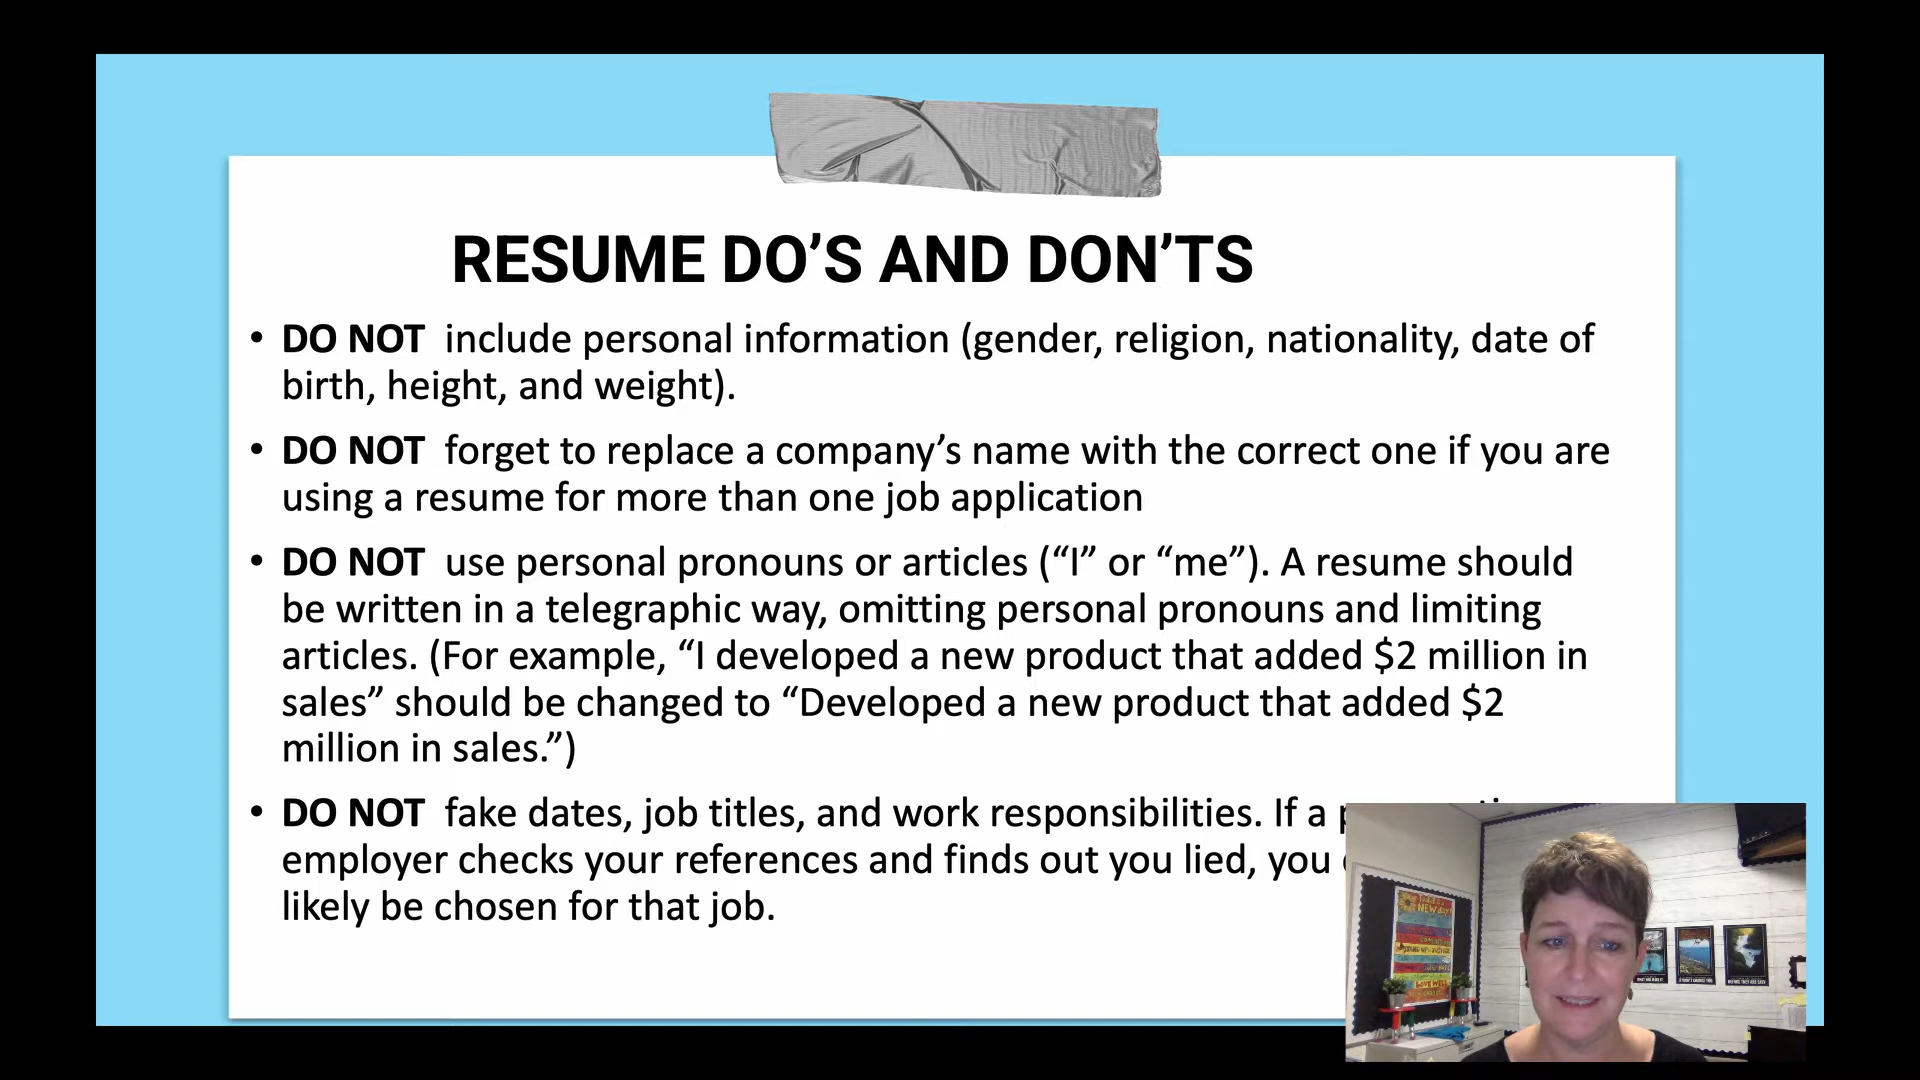 RESUME DO’S AND DON’TS
• DO NOT include personal information (gender, religion, nationality, date of
birth, height, and weight).
• DO NOT forget to replace a company’s name with the correct one if you are
using a resume for more than one job application
• DO NOT use personal pronouns or articles (“I” or “me”). A resume should
be written in a telegraphic way, omitting personal pronouns and limiting
articles. (For example, “I developed a new product that added $2 million in
sales” should be changed to “Developed a new product that added $2
million in sales.”)
• DO NOT fake dates, job titles, and work responsibilities. If a
employer checks your references and finds out you lied, you
likely be chosen for that job.
NEW
LOVE WELL